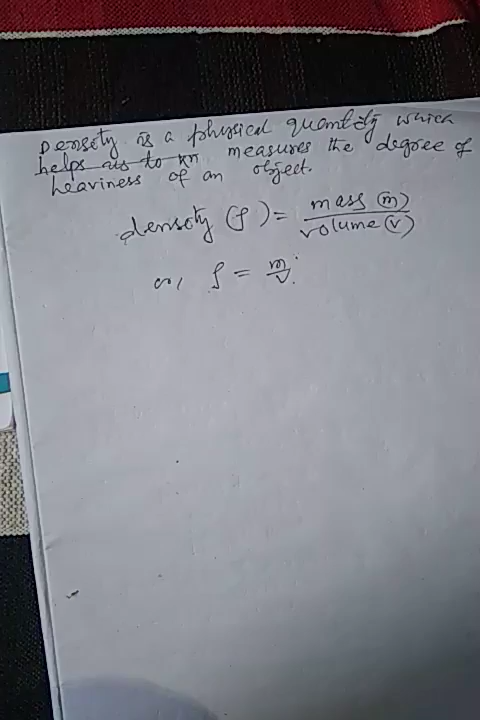 Density is a physical quantity which
helps us to kn measures the degree of
heaviness of an object.
density (ρ) = mass (m) / volume (v)
or, ρ = m / v.